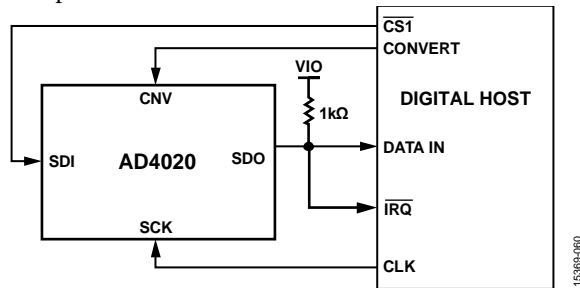 CS1
CONVERT
VIO
CNV
1kΩ
DIGITAL HOST
SDI
AD4020
SDO
DATA IN
IRQ
SCK
CLK
15369-060